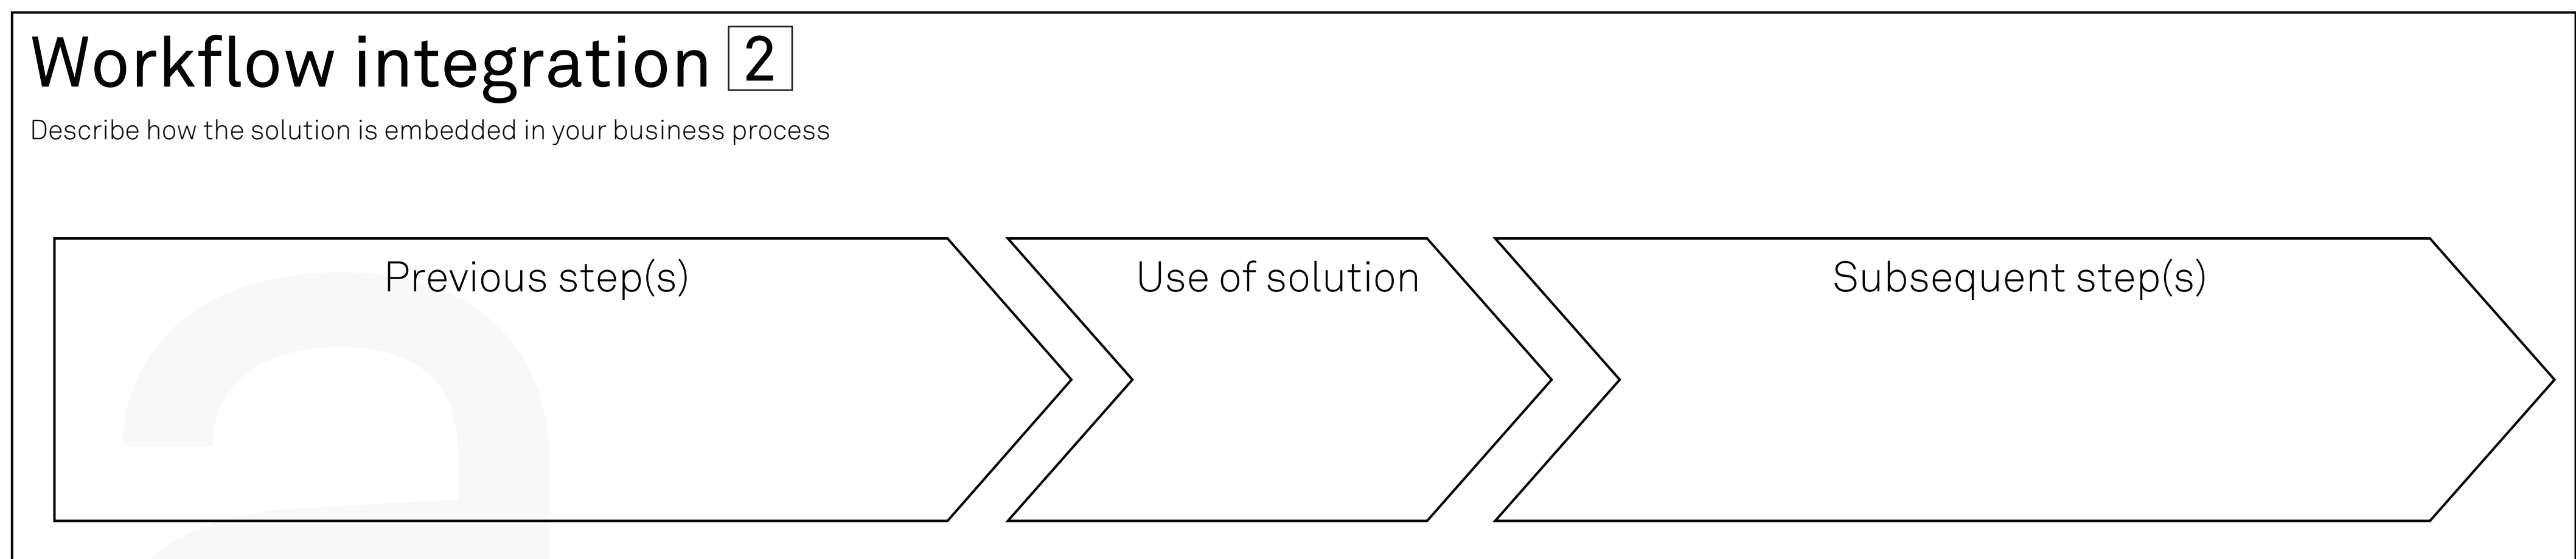 Workflow integration 2
Describe how the solution is embedded in your business process
Previous step(s)
Use of solution
Subsequent step(s)